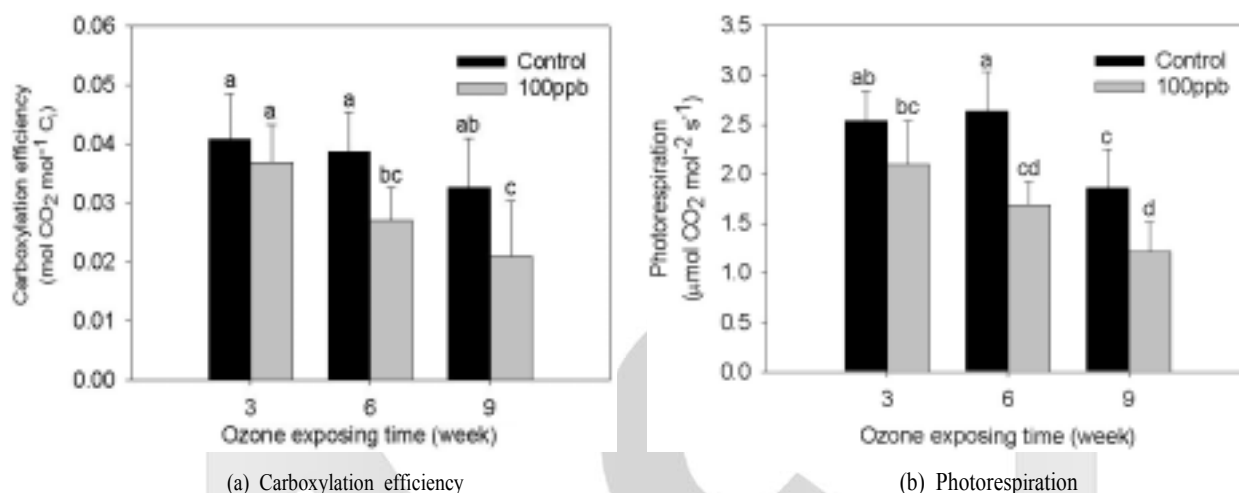 0.06
0.05
0.04
0.03
0.02
0.01
0.00
Carboxylation efficiency
(mol CO₂ mol⁻¹ Cᵢ)
Control
100ppb
a
a
a
bc
ab
c
3 6 9
Ozone exposing time (week)
(a) Carboxylation efficiency
3.5
3.0
2.5
2.0
1.5
1.0
0.5
0.0
Photorespiration
(μmol CO₂ mol⁻² s⁻¹)
Control
100ppb
ab
bc
a
cd
c
d
3 6 9
Ozone exposing time (week)
(b) Photorespiration